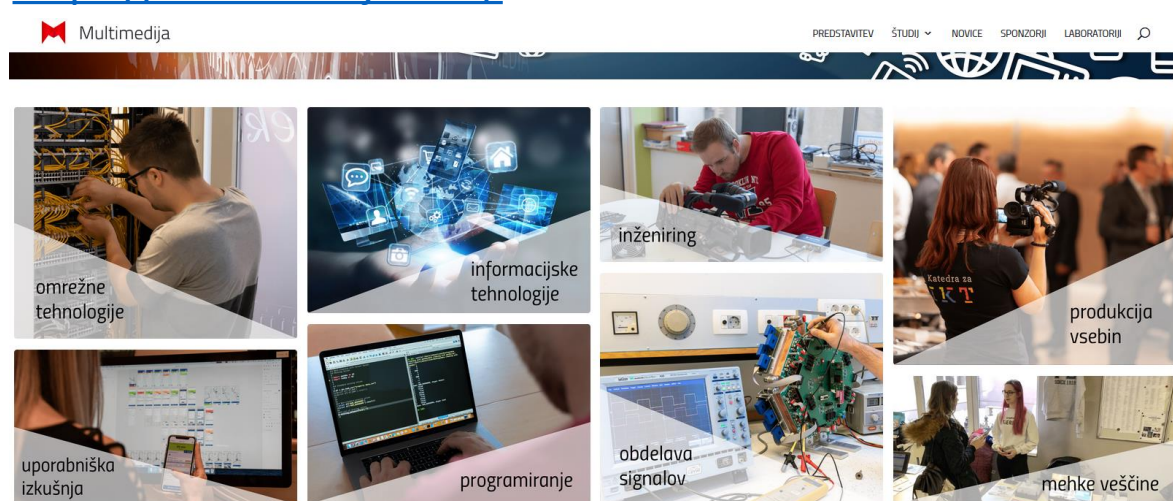 Multimedija
PREDSTAVITEV ŠTUDIJ NOVICE SPONZORJI LABORATORIJI
omrežne
tehnologije
informacijske
tehnologije
inženiring
Katedra za
IKT
produkcija
vsebin
uporabniška
izkušnja
programiranje
obdelava
signalov
mehke veščine